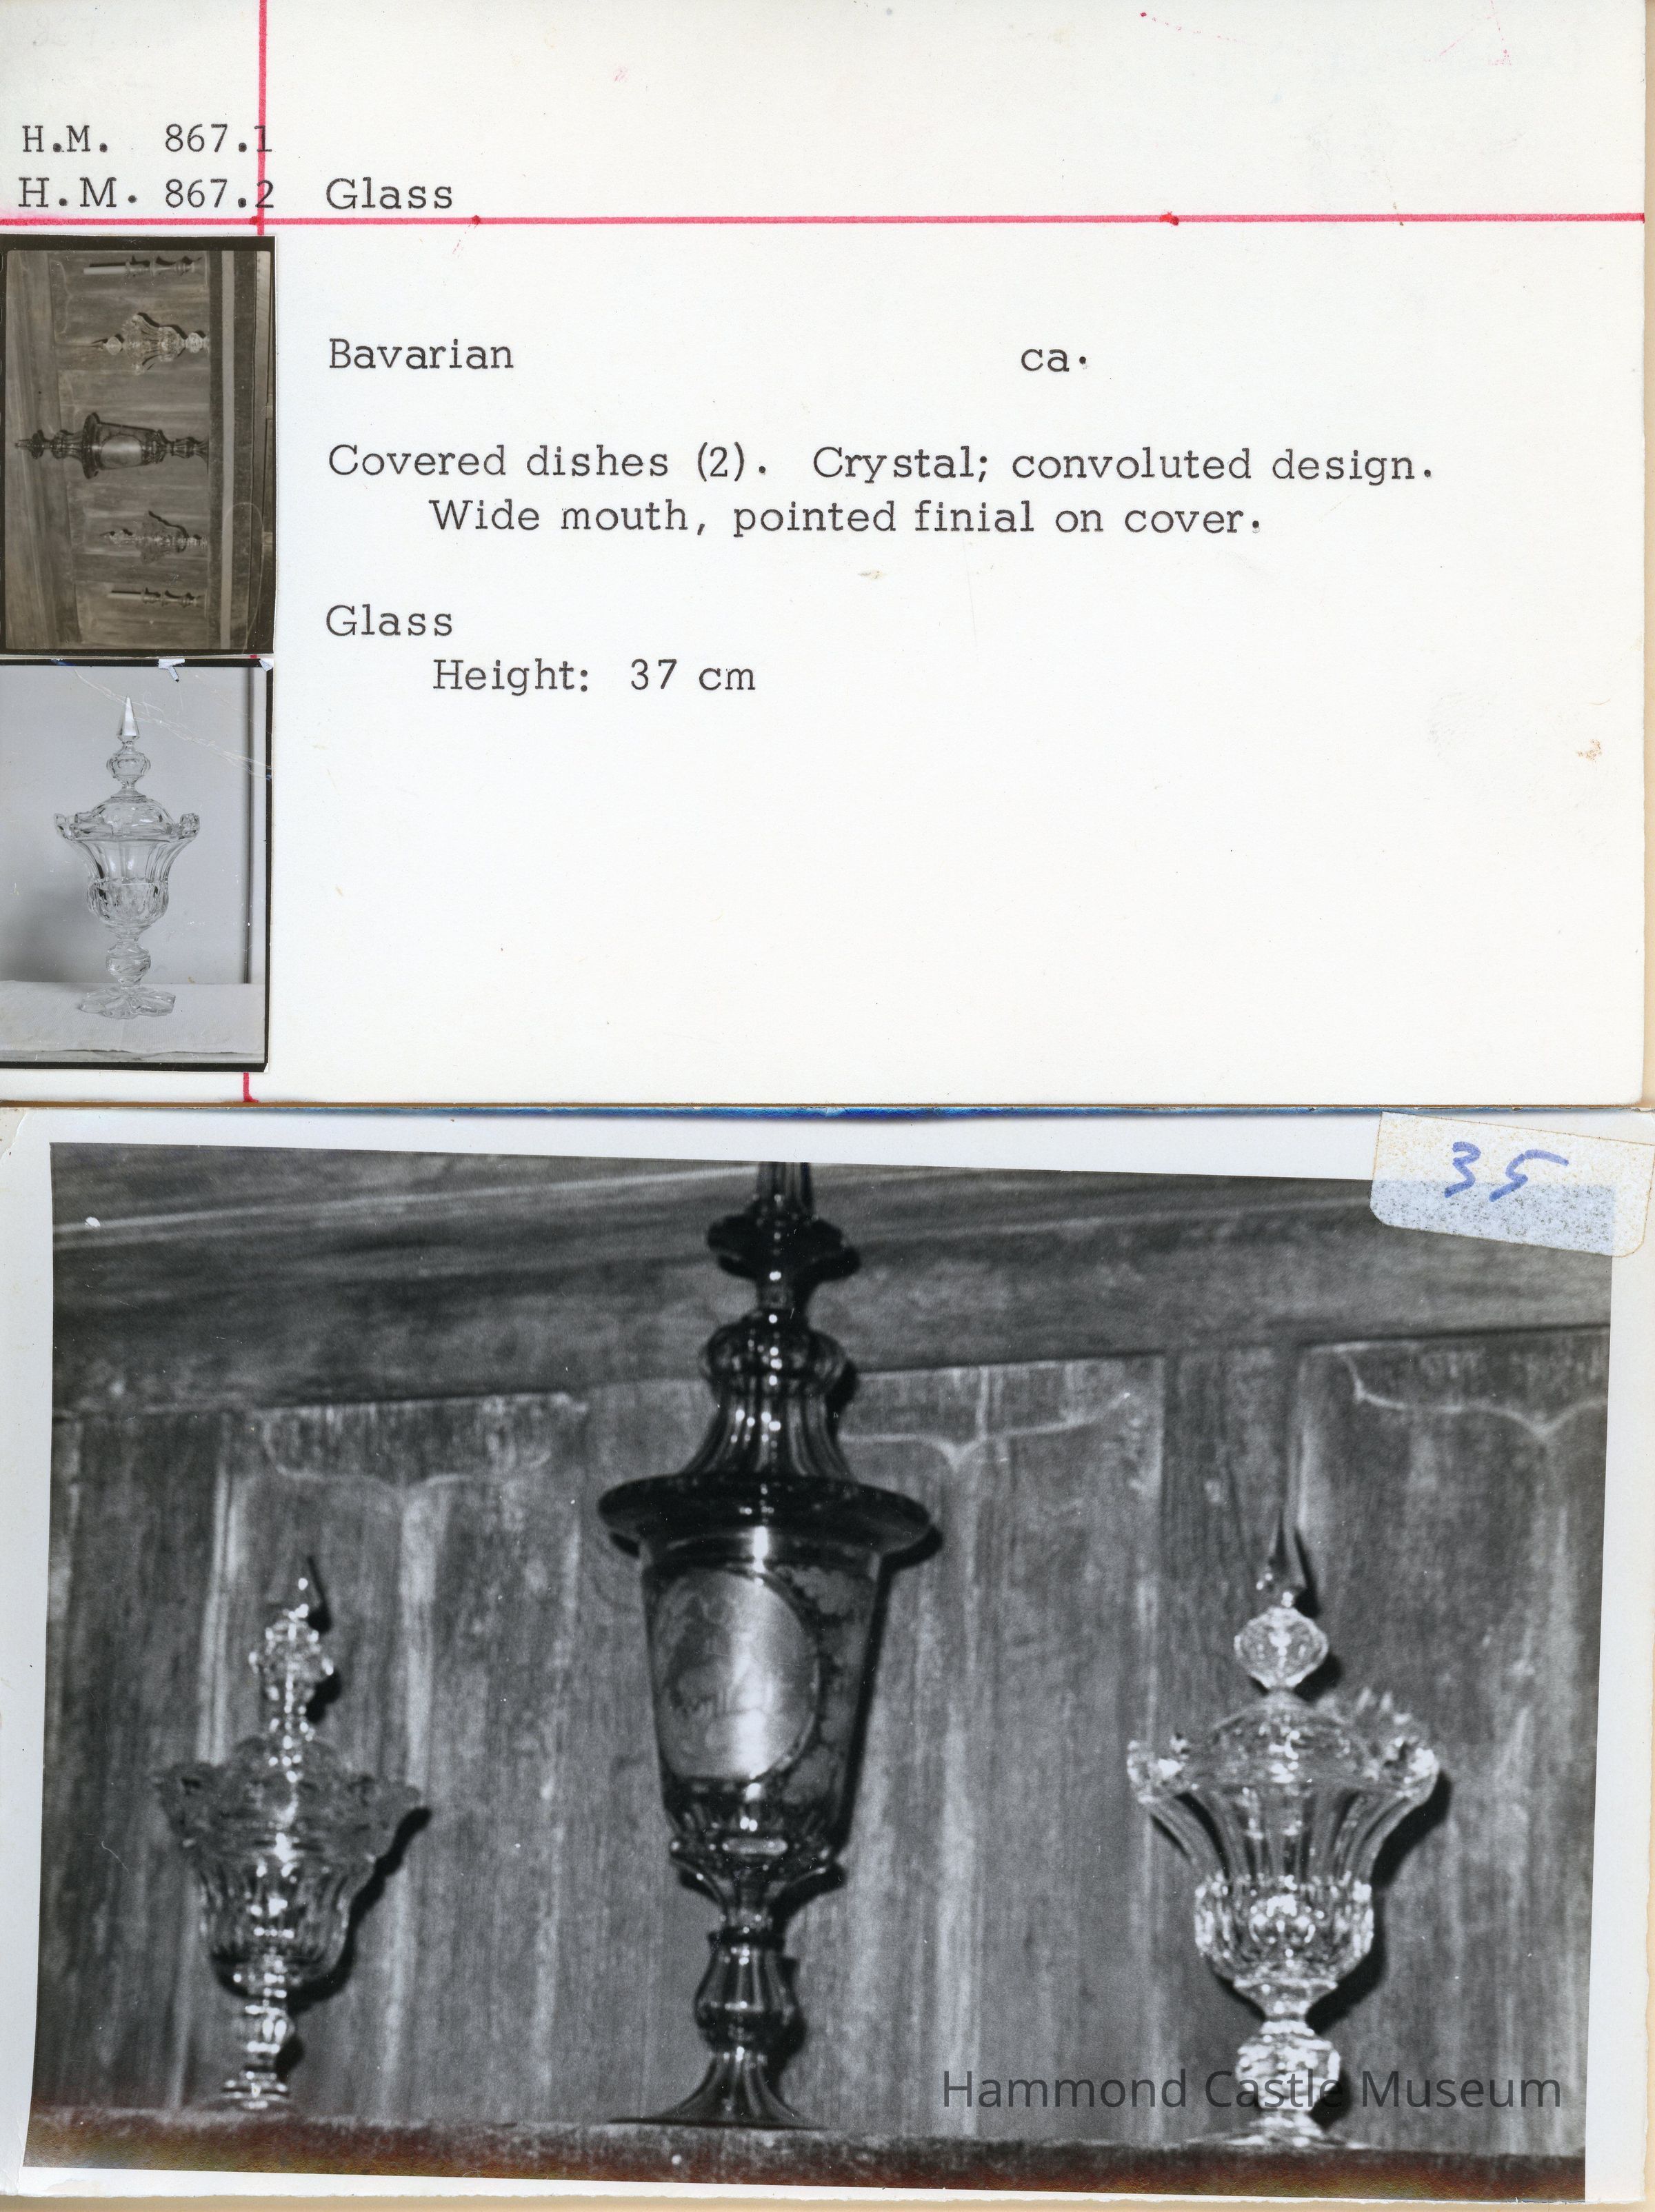 H.M. 867.1
H.M. 867.2 Glass
Bavarian ca.
Covered dishes (2). Crystal; convoluted design.
Wide mouth, pointed finial on cover.
Glass
Height: 37 cm
35
Hammond Castle Museum